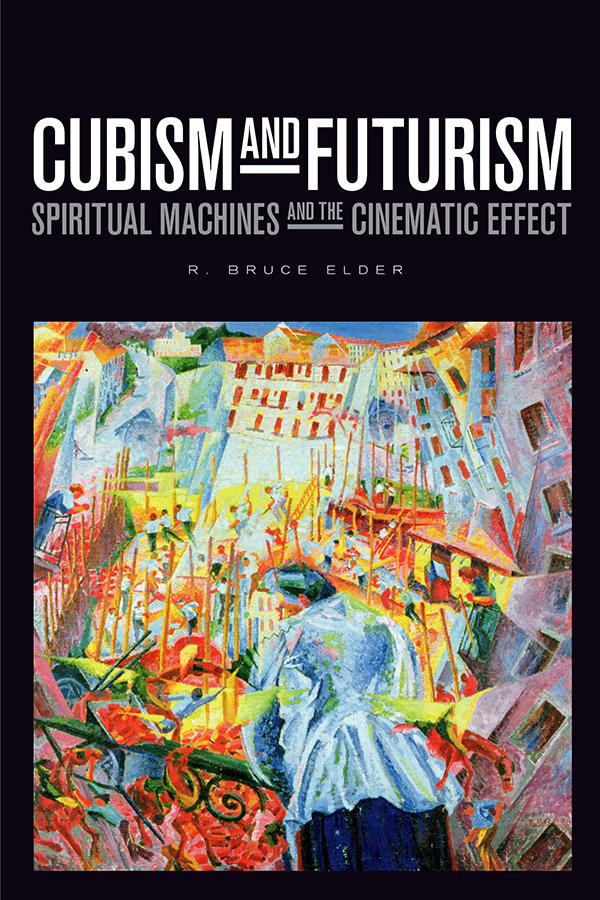 CUBISM AND FUTURISM
SPIRITUAL MACHINES AND THE CINEMATIC EFFECT
R. BRUCE ELDER